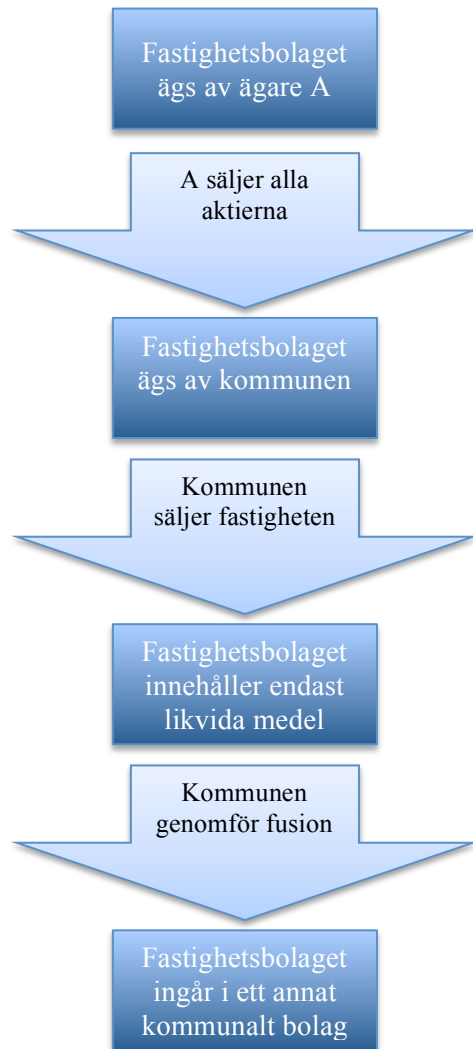 Fastighetsbolaget
ägs av ägare A
A säljer alla
aktierna
Fastighetsbolaget
ägs av kommunen
Kommunen
säljer fastigheten
Fastighetsbolaget
innehåller endast
likvida medel
Kommunen
genomför fusion
Fastighetsbolaget
ingår i ett annat
kommunalt bolag